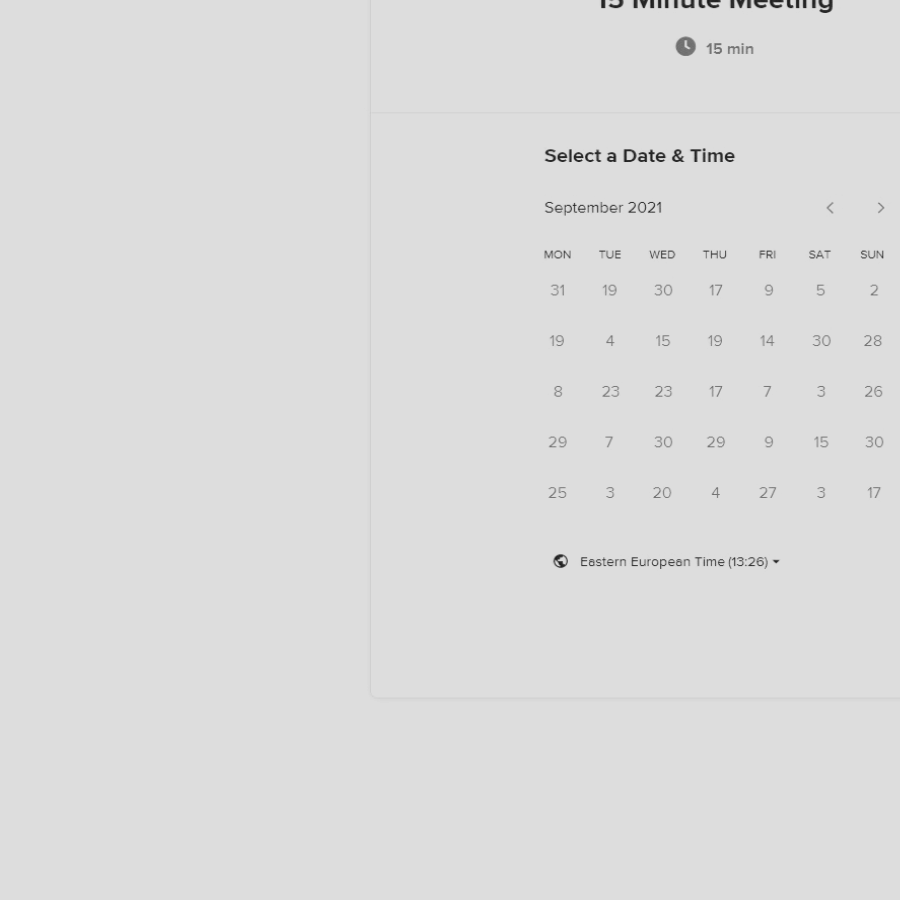 15 Minute Meeting
15 min
Select a Date & Time
September 2021
MON TUE WED THU FRI SAT SUN
31 19 30 17 9 5 2
19 4 15 19 14 30 28
8 23 23 17 7 3 26
29 7 30 29 9 15 30
25 3 20 4 27 3 17
Eastern European Time (13:26)